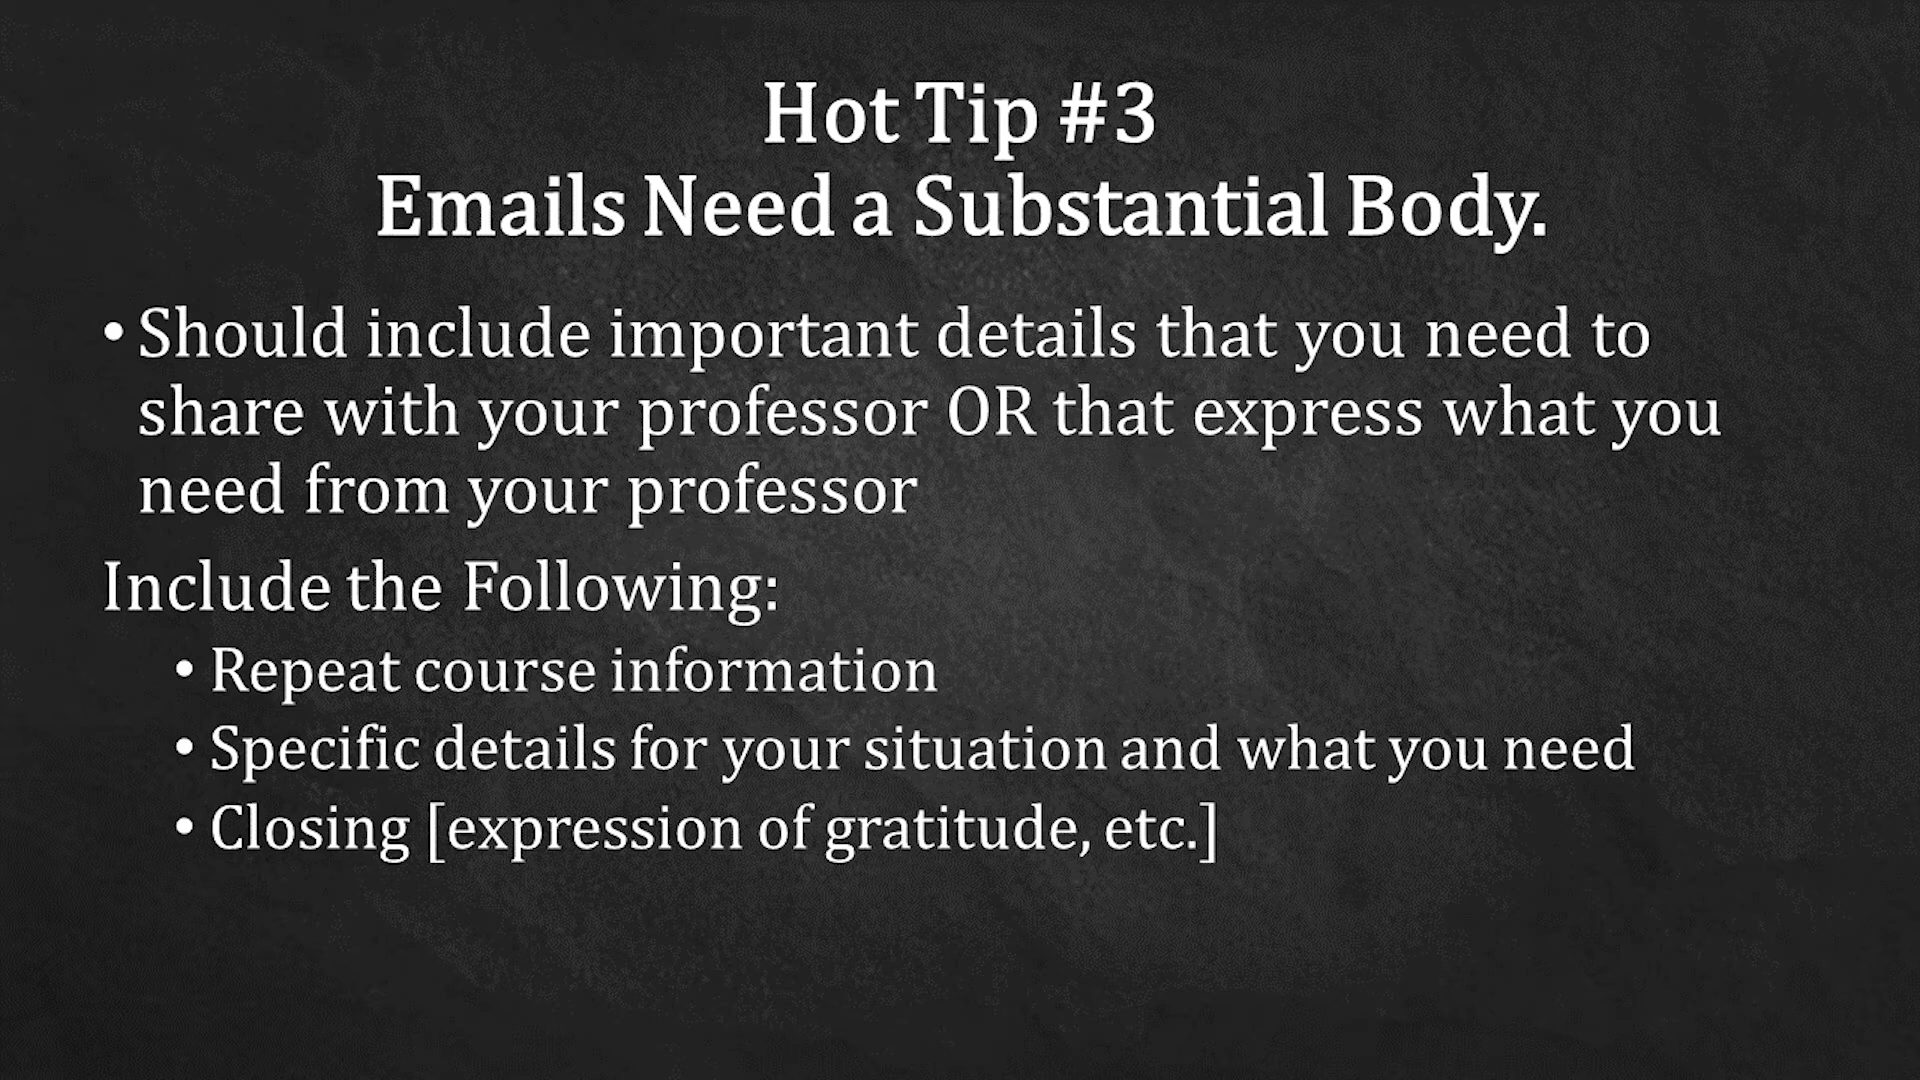 Hot Tip #3
Emails Need a Substantial Body.
• Should include important details that you need to
share with your professor OR that express what you
need from your professor
Include the Following:
• Repeat course information
• Specific details for your situation and what you need
• Closing [expression of gratitude, etc.]